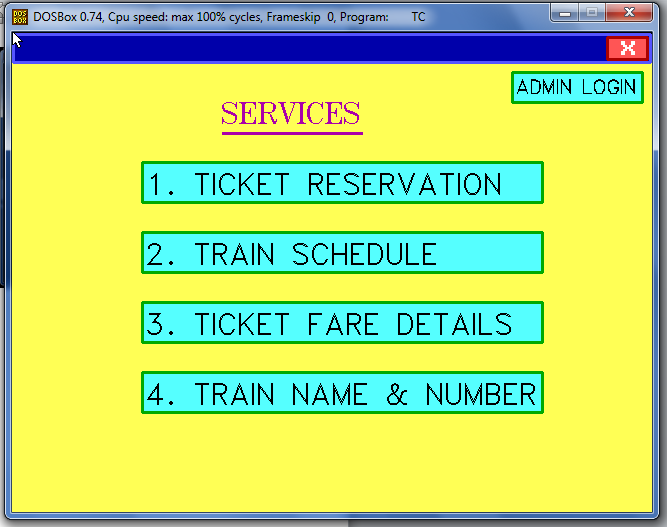 DOSBox 0.74, Cpu speed: max 100% cycles, Frameskip 0, Program: TC
ADMIN LOGIN
SERVICES
1. TICKET RESERVATION
2. TRAIN SCHEDULE
3. TICKET FARE DETAILS
4. TRAIN NAME & NUMBER